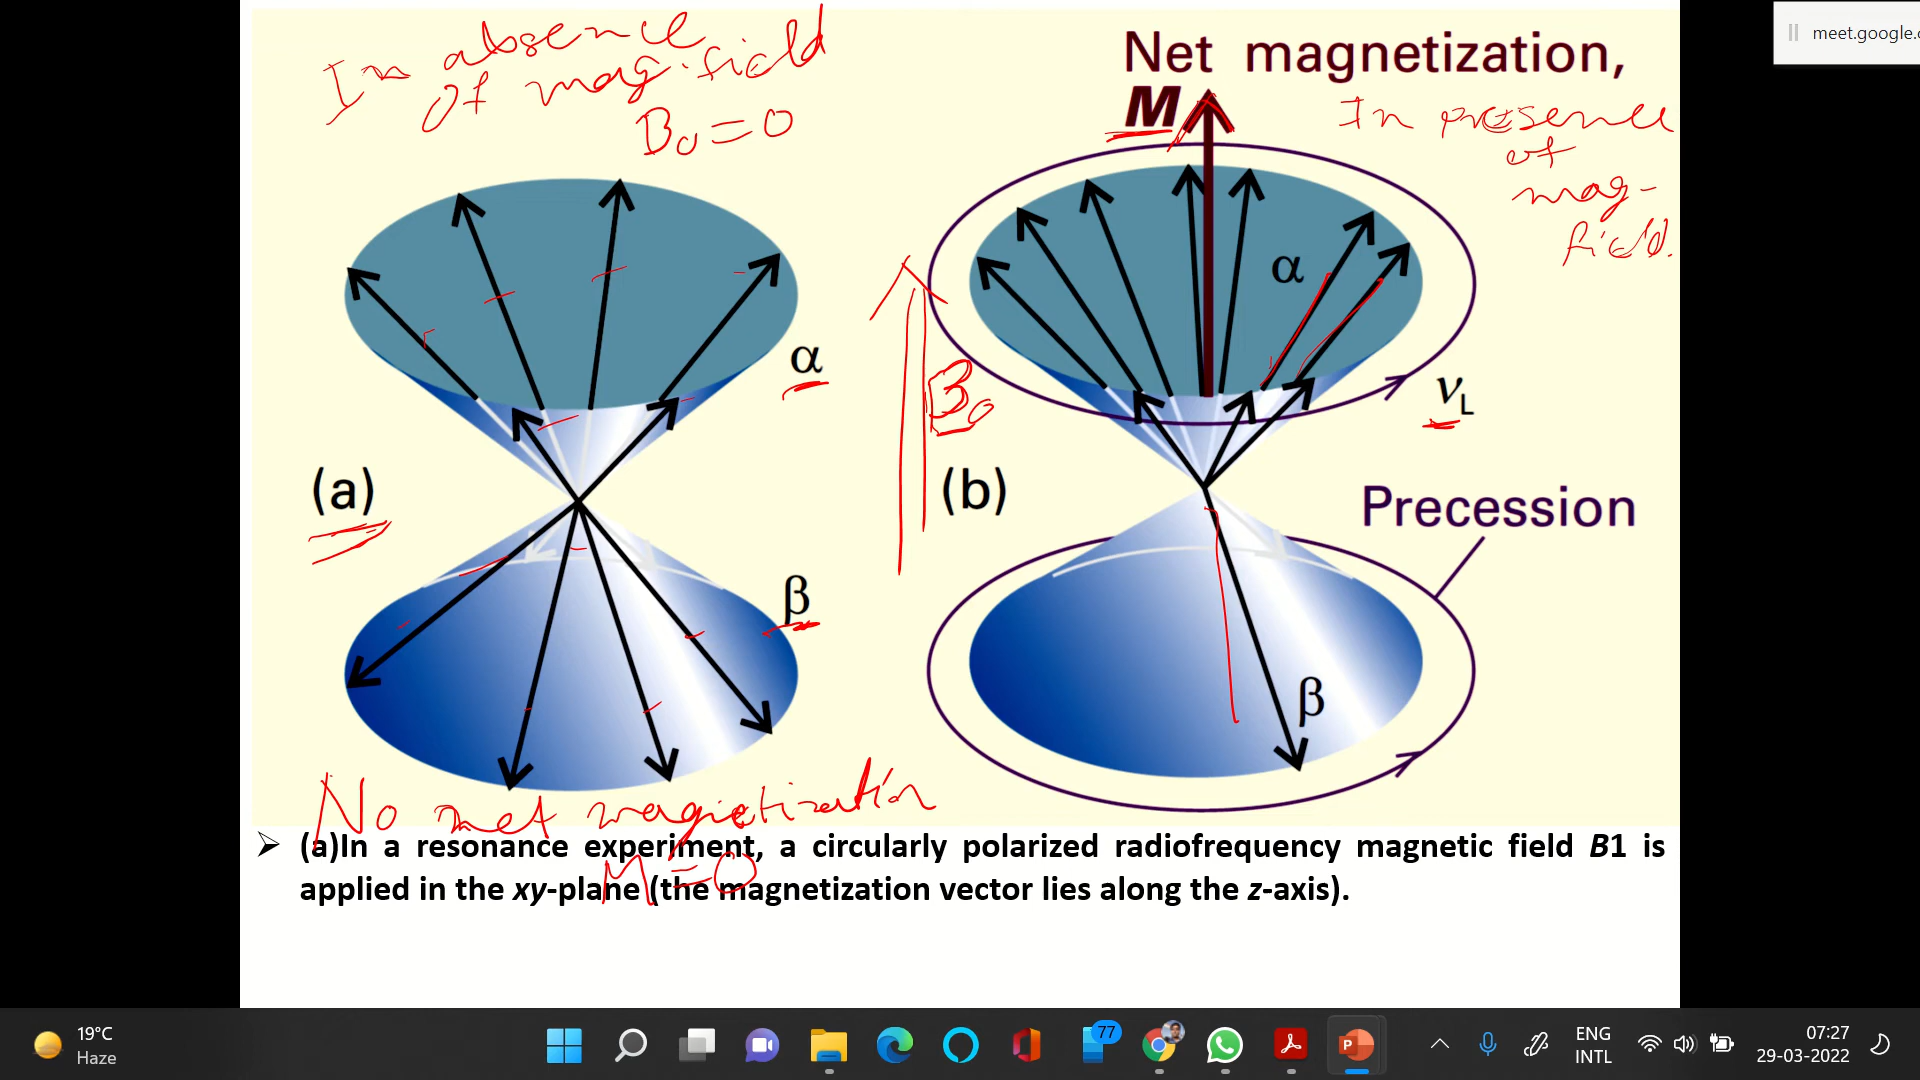 In absence
of mag. field
B₀ = 0
Net magnetization,
M
In presence
of
mag-
field.
meet.google.c
α
α
B₀
νL
(a)
(b)
Precession
β
β
No net magnetization
M = 0
➢ (a)In a resonance experiment, a circularly polarized radiofrequency magnetic field B1 is
applied in the xy-plane (the magnetization vector lies along the z-axis).
19°C
Haze
77
ENG
INTL
07:27
29-03-2022